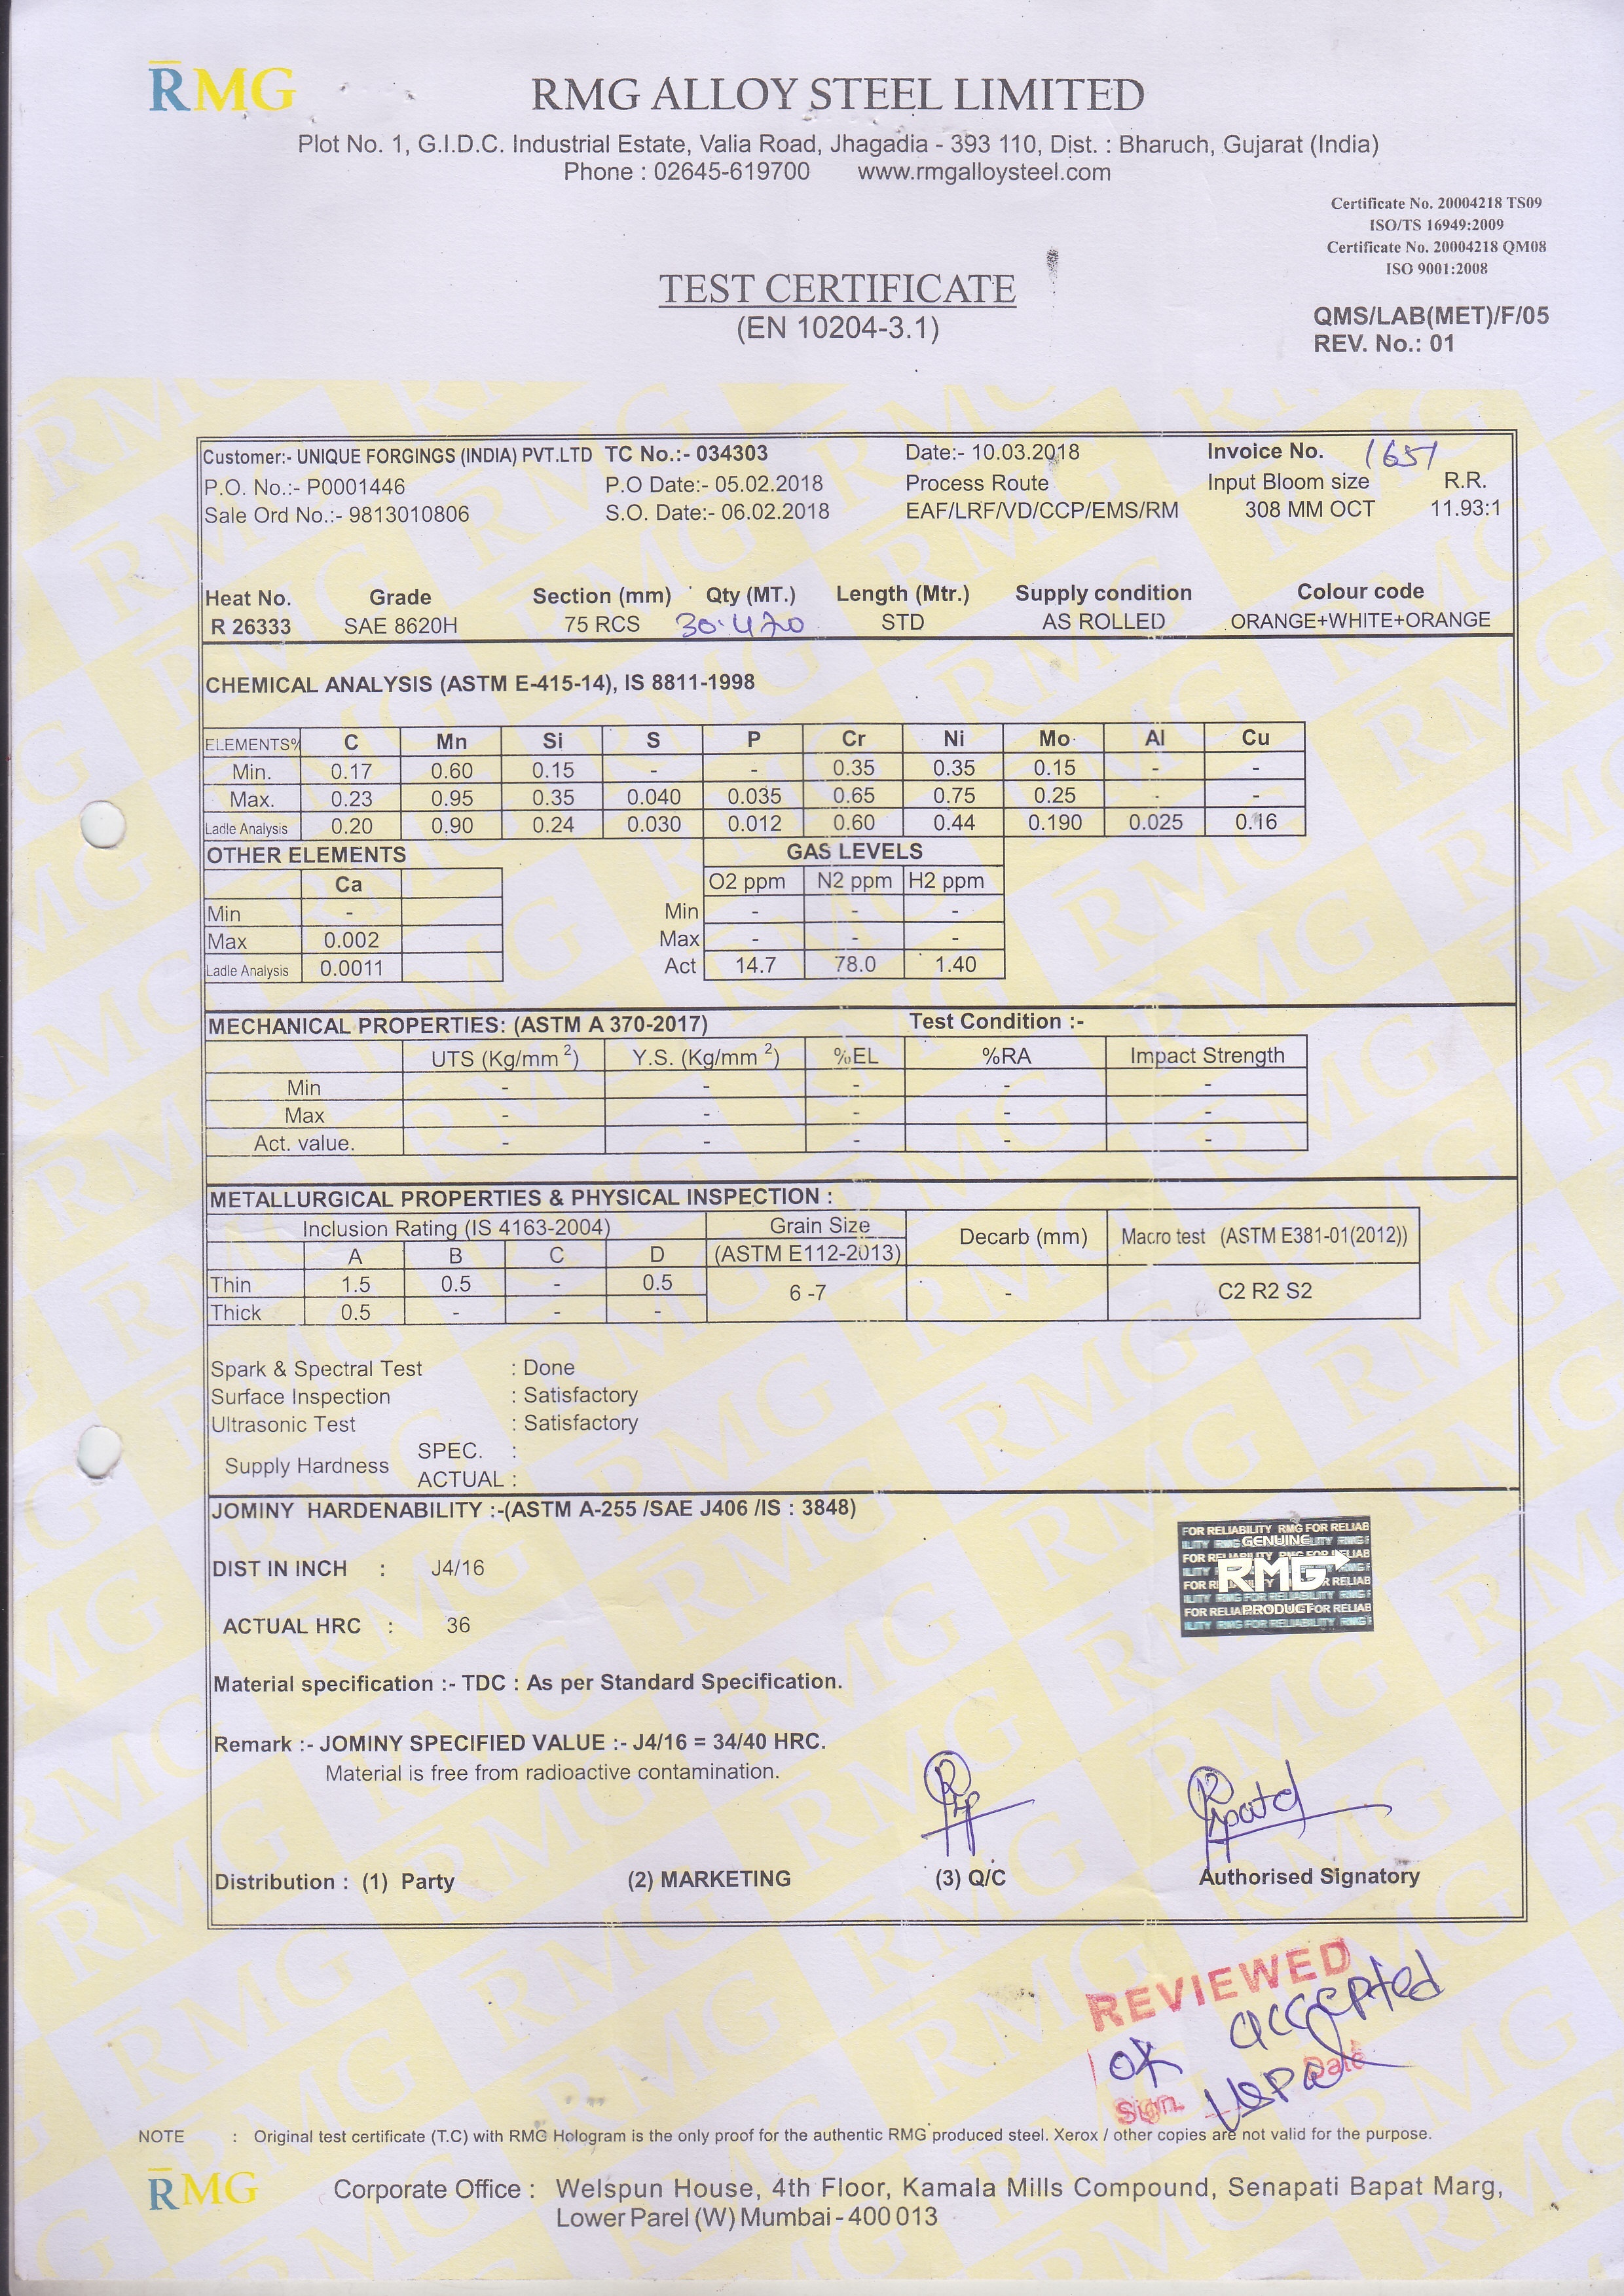 RMG
RMG ALLOY STEEL LIMITED
Plot No. 1, G.I.D.C. Industrial Estate, Valia Road, Jhagadia - 393 110, Dist. : Bharuch, Gujarat (India)
Phone : 02645-619700 www.rmgalloysteel.com
Certificate No. 20004218 TS09
ISO/TS 16949:2009
Certificate No. 20004218 QM08
ISO 9001:2008
TEST CERTIFICATE
(EN 10204-3.1)
QMS/LAB(MET)/F/05
REV. No.: 01
Customer:- UNIQUE FORGINGS (INDIA) PVT.LTD TC No.:- 034303 Date:- 10.03.2018 Invoice No. 1651
P.O. No.:- P0001446 P.O Date:- 05.02.2018 Process Route Input Bloom size R.R.
Sale Ord No.:- 9813010806 S.O. Date:- 06.02.2018 EAF/LRF/VD/CCP/EMS/RM 308 MM OCT 11.93:1
Heat No. Grade Section (mm) Qty (MT.) Length (Mtr.) Supply condition Colour code
R 26333 SAE 8620H 75 RCS 30.420 STD AS ROLLED ORANGE+WHITE+ORANGE
CHEMICAL ANALYSIS (ASTM E-415-14), IS 8811-1998
ELEMENTS% C Mn Si S P Cr Ni Mo Al Cu
Min. 0.17 0.60 0.15 - - 0.35 0.35 0.15 - -
Max. 0.23 0.95 0.35 0.040 0.035 0.65 0.75 0.25 - -
Ladle Analysis 0.20 0.90 0.24 0.030 0.012 0.60 0.44 0.190 0.025 0.16
OTHER ELEMENTS GAS LEVELS
Ca O2 ppm N2 ppm H2 ppm
Min - Min - - -
Max 0.002 Max - - -
Ladle Analysis 0.0011 Act 14.7 78.0 1.40
MECHANICAL PROPERTIES: (ASTM A 370-2017) Test Condition :-
UTS (Kg/mm 2) Y.S. (Kg/mm 2) %EL %RA Impact Strength
Min - - - - -
Max - - - - -
Act. value. - - - - -
METALLURGICAL PROPERTIES & PHYSICAL INSPECTION :
Inclusion Rating (IS 4163-2004) Grain Size Decarb (mm) Macro test (ASTM E381-01(2012))
A B C D (ASTM E112-2013)
Thin 1.5 0.5 - 0.5 6 -7 - C2 R2 S2
Thick 0.5 - - -
Spark & Spectral Test : Done
Surface Inspection : Satisfactory
Ultrasonic Test : Satisfactory
Supply Hardness SPEC. :
ACTUAL :
JOMINY HARDENABILITY :-(ASTM A-255 /SAE J406 /IS : 3848)
DIST IN INCH : J4/16
ACTUAL HRC : 36
FOR RELIABILITY RMG FOR RELIAB
GENUINE
RMG
PRODUCT
Material specification :- TDC : As per Standard Specification.
Remark :- JOMINY SPECIFIED VALUE :- J4/16 = 34/40 HRC.
Material is free from radioactive contamination.
Distribution : (1) Party (2) MARKETING (3) Q/C Authorised Signatory
REVIEWED
OK accepted
Sign. Date
NOTE : Original test certificate (T.C) with RMG Hologram is the only proof for the authentic RMG produced steel. Xerox / other copies are not valid for the purpose.
RMG
Corporate Office : Welspun House, 4th Floor, Kamala Mills Compound, Senapati Bapat Marg,
Lower Parel (W) Mumbai - 400 013